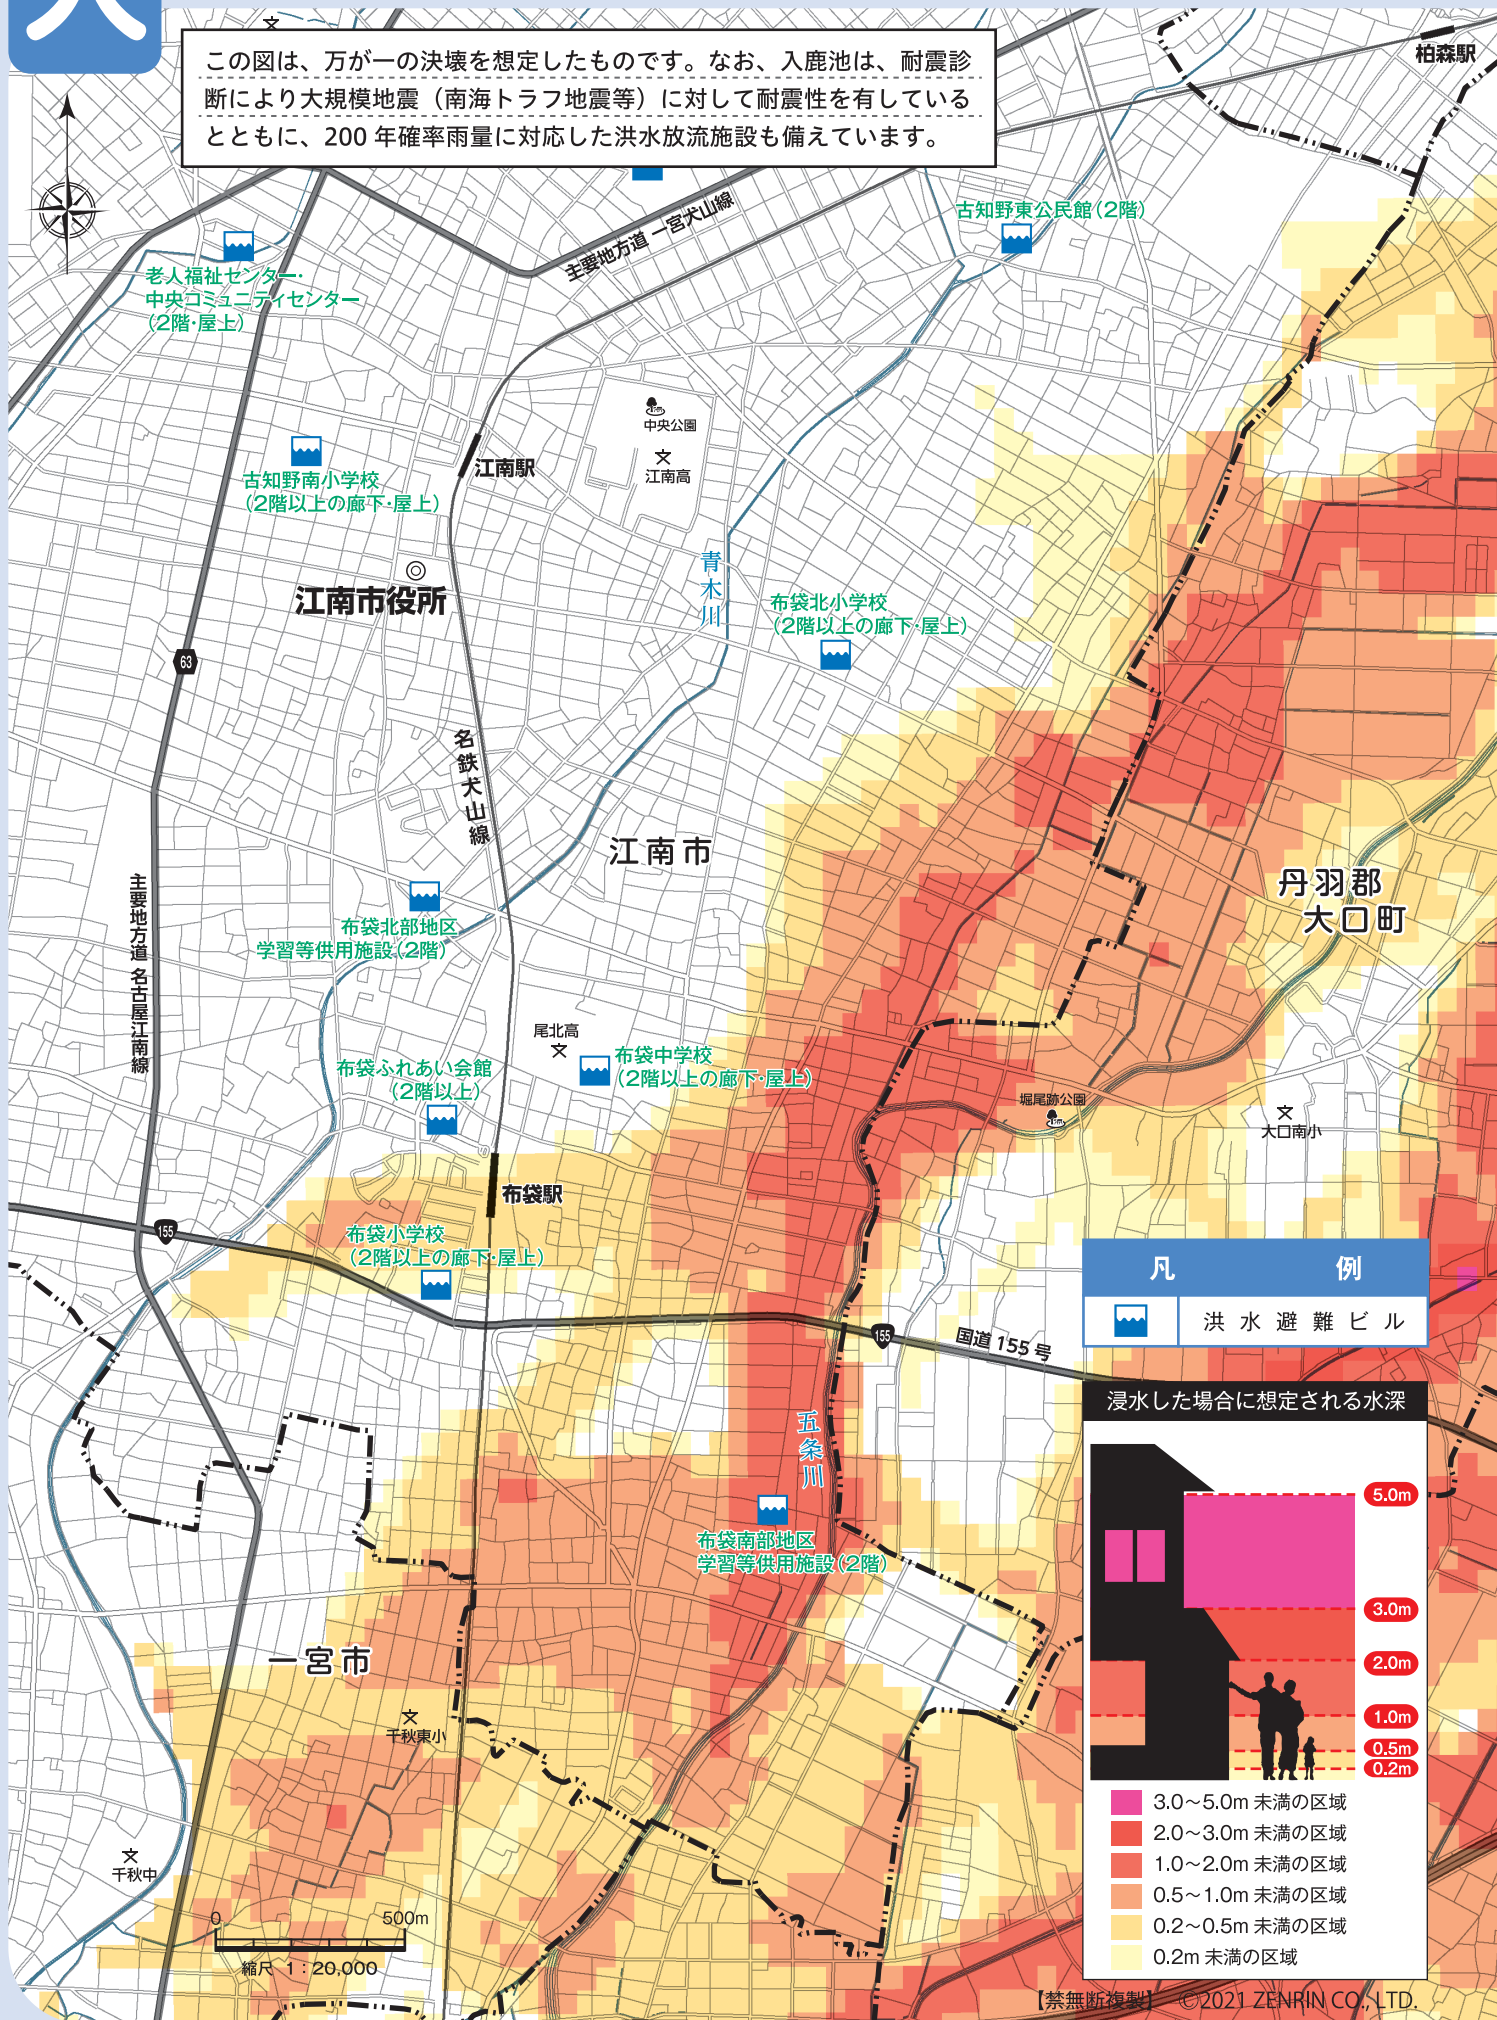 この図は、万が一の決壊を想定したものです。なお、入鹿池は、耐震診
断により大規模地震（南海トラフ地震等）に対して耐震性を有している
とともに、200 年確率雨量に対応した洪水放流施設も備えています。
柏森駅
古知野東公民館(2階)
主要地方道 一宮犬山線
老人福祉センター・
中央コミュニティセンター
(2階・屋上)
中央公園
江南駅
江南高
古知野南小学校
(2階以上の廊下・屋上)
青木川
江南市役所
布袋北小学校
(2階以上の廊下・屋上)
63
名鉄犬山線
江南市
丹羽郡
大口町
主要地方道 名古屋江南線
布袋北部地区
学習等供用施設(2階)
尾北高
布袋中学校
(2階以上の廊下・屋上)
布袋ふれあい会館
(2階以上)
堀尾跡公園
大口南小
布袋駅
155
布袋小学校
(2階以上の廊下・屋上)
155
国道 155 号
凡 例
洪 水 避 難 ビ ル
浸水した場合に想定される水深
5.0m
3.0m
2.0m
1.0m
0.5m
0.2m
3.0〜5.0m 未満の区域
2.0〜3.0m 未満の区域
1.0〜2.0m 未満の区域
0.5〜1.0m 未満の区域
0.2〜0.5m 未満の区域
0.2m 未満の区域
五条川
布袋南部地区
学習等供用施設(2階)
一宮市
千秋東小
千秋中
0 500m
縮尺 1：20,000
【禁無断複製】 ©2021 ZENRIN CO., LTD.